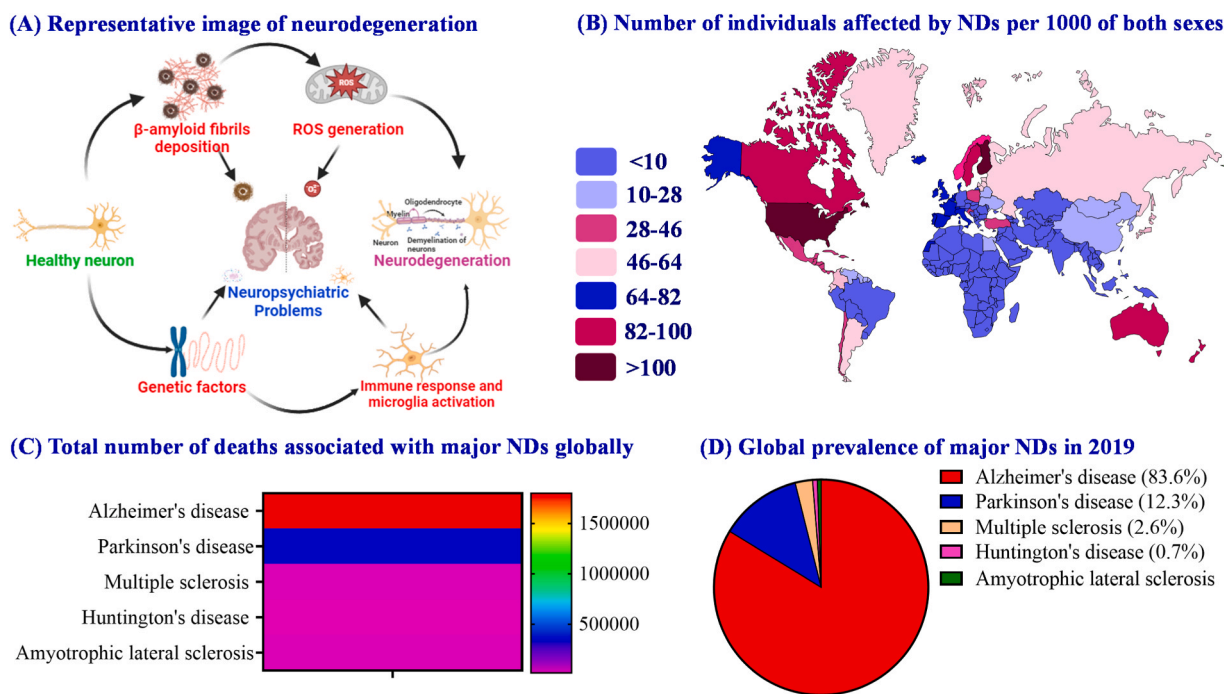 (A) Representative image of neurodegeneration
β-amyloid fibrils
deposition
ROS
ROS generation
Healthy neuron
Neuropsychiatric
Problems
Oligodendrocyte
Myelin
Neuron
Demyelination of
neurons
Neurodegeneration
Genetic factors
Immune response and
microglia activation
(B) Number of individuals affected by NDs per 1000 of both sexes
<10
10-28
28-46
46-64
64-82
82-100
>100
(C) Total number of deaths associated with major NDs globally
Alzheimer's disease
Parkinson's disease
Multiple sclerosis
Huntington's disease
Amyotrophic lateral sclerosis
1500000
1000000
500000
(D) Global prevalence of major NDs in 2019
Alzheimer's disease (83.6%)
Parkinson's disease (12.3%)
Multiple sclerosis (2.6%)
Huntington's disease (0.7%)
Amyotrophic lateral sclerosis